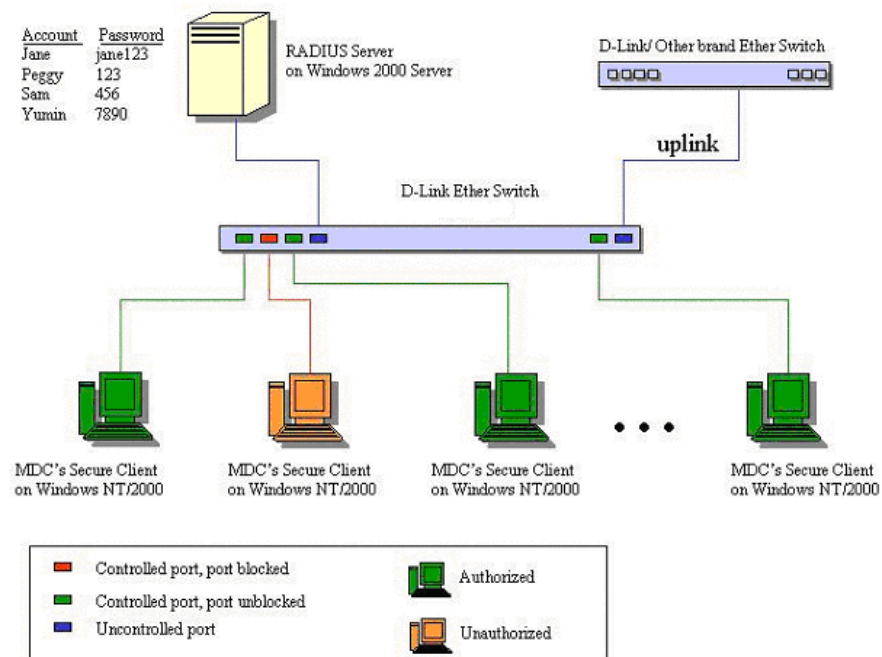 Account Password
Jane jane123
Peggy 123
Sam 456
Yumin 7890
RADIUS Server
on Windows 2000 Server
D-Link/ Other brand Ether Switch
uplink
D-Link Ether Switch
MDC's Secure Client
on Windows NT/2000
MDC's Secure Client
on Windows NT/2000
MDC's Secure Client
on Windows NT/2000
MDC's Secure Client
on Windows NT/2000
Controlled port, port blocked
Controlled port, port unblocked
Uncontrolled port
Authorized
Unauthorized